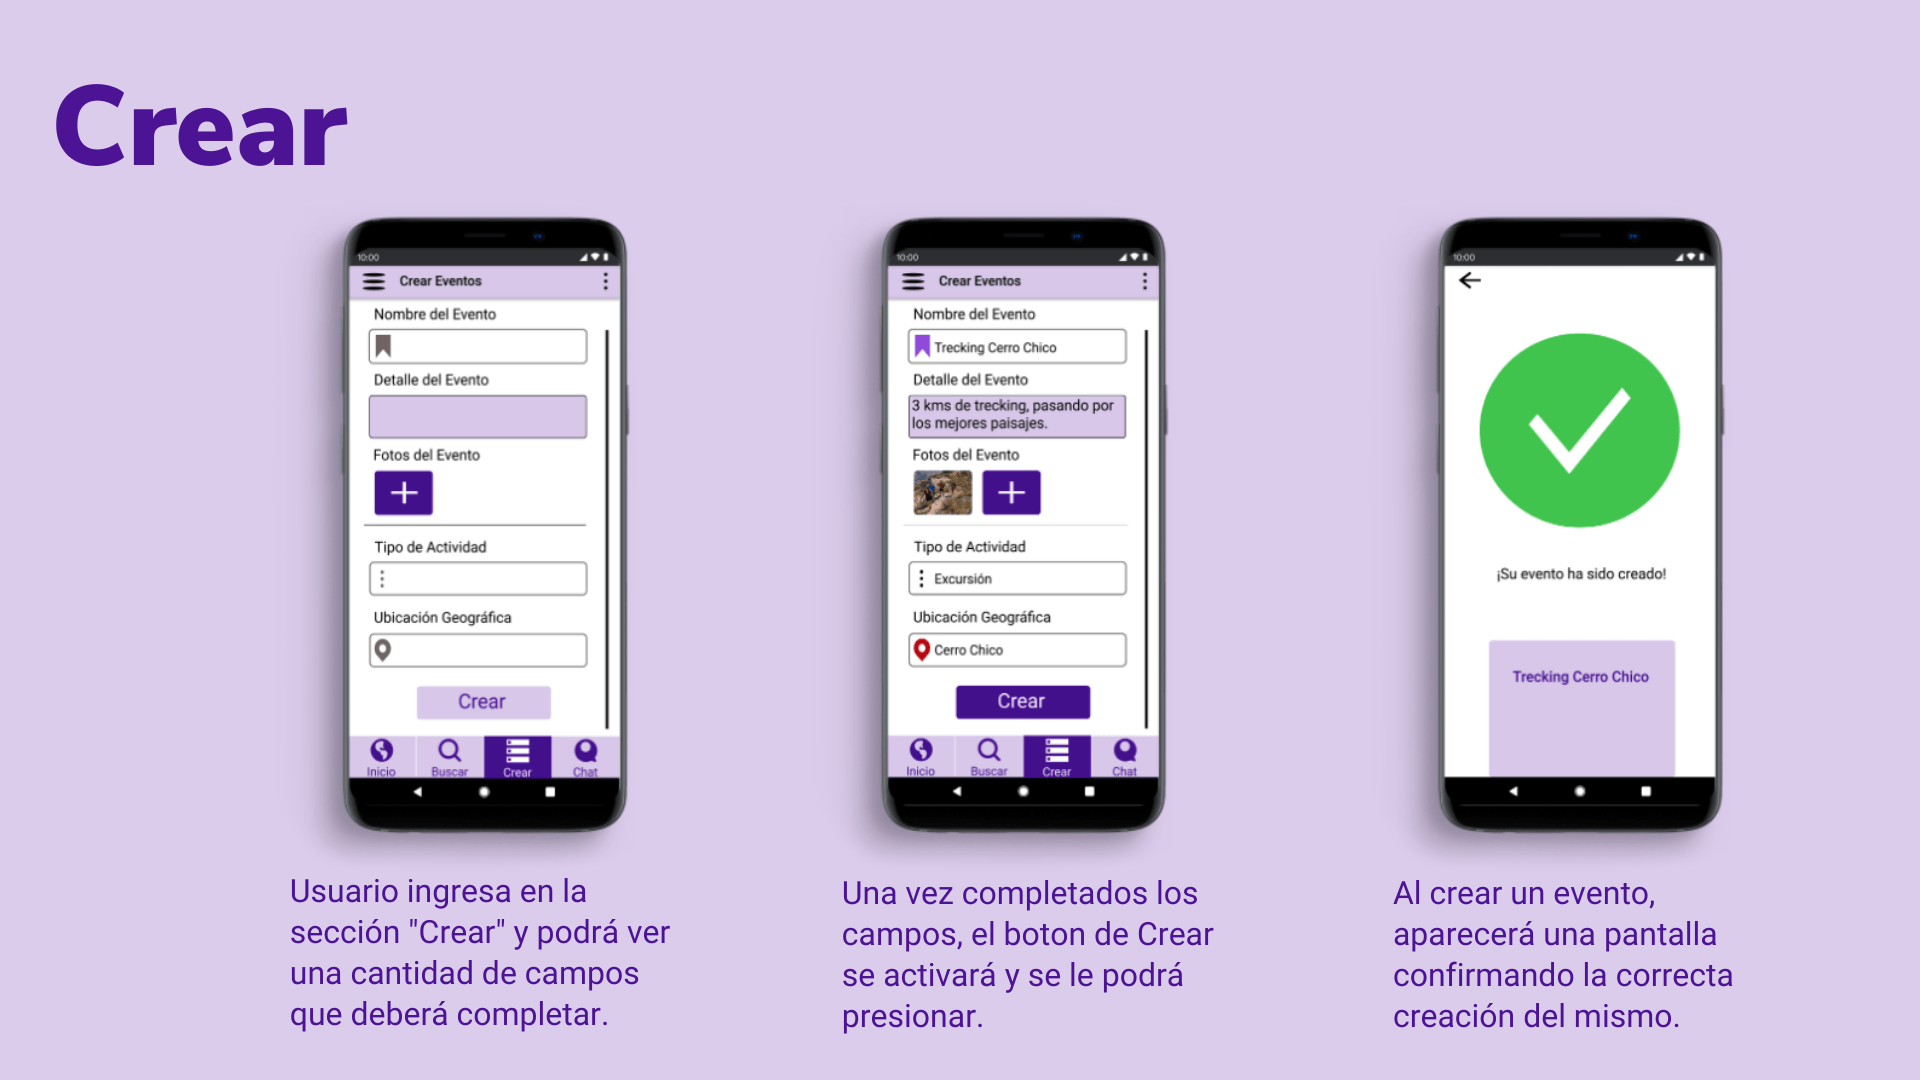 Crear
10:00
Crear Eventos
Nombre del Evento
Detalle del Evento
Fotos del Evento
Tipo de Actividad
Ubicación Geográfica
Crear
Inicio
Buscar
Crear
Chat
Usuario ingresa en la
sección "Crear" y podrá ver
una cantidad de campos
que deberá completar.
10:00
Crear Eventos
Nombre del Evento
Trecking Cerro Chico
Detalle del Evento
3 kms de trecking, pasando por
los mejores paisajes.
Fotos del Evento
Tipo de Actividad
Excursión
Ubicación Geográfica
Cerro Chico
Crear
Inicio
Buscar
Crear
Chat
Una vez completados los
campos, el boton de Crear
se activará y se le podrá
presionar.
10:00
¡Su evento ha sido creado!
Trecking Cerro Chico
Al crear un evento,
aparecerá una pantalla
confirmando la correcta
creación del mismo.